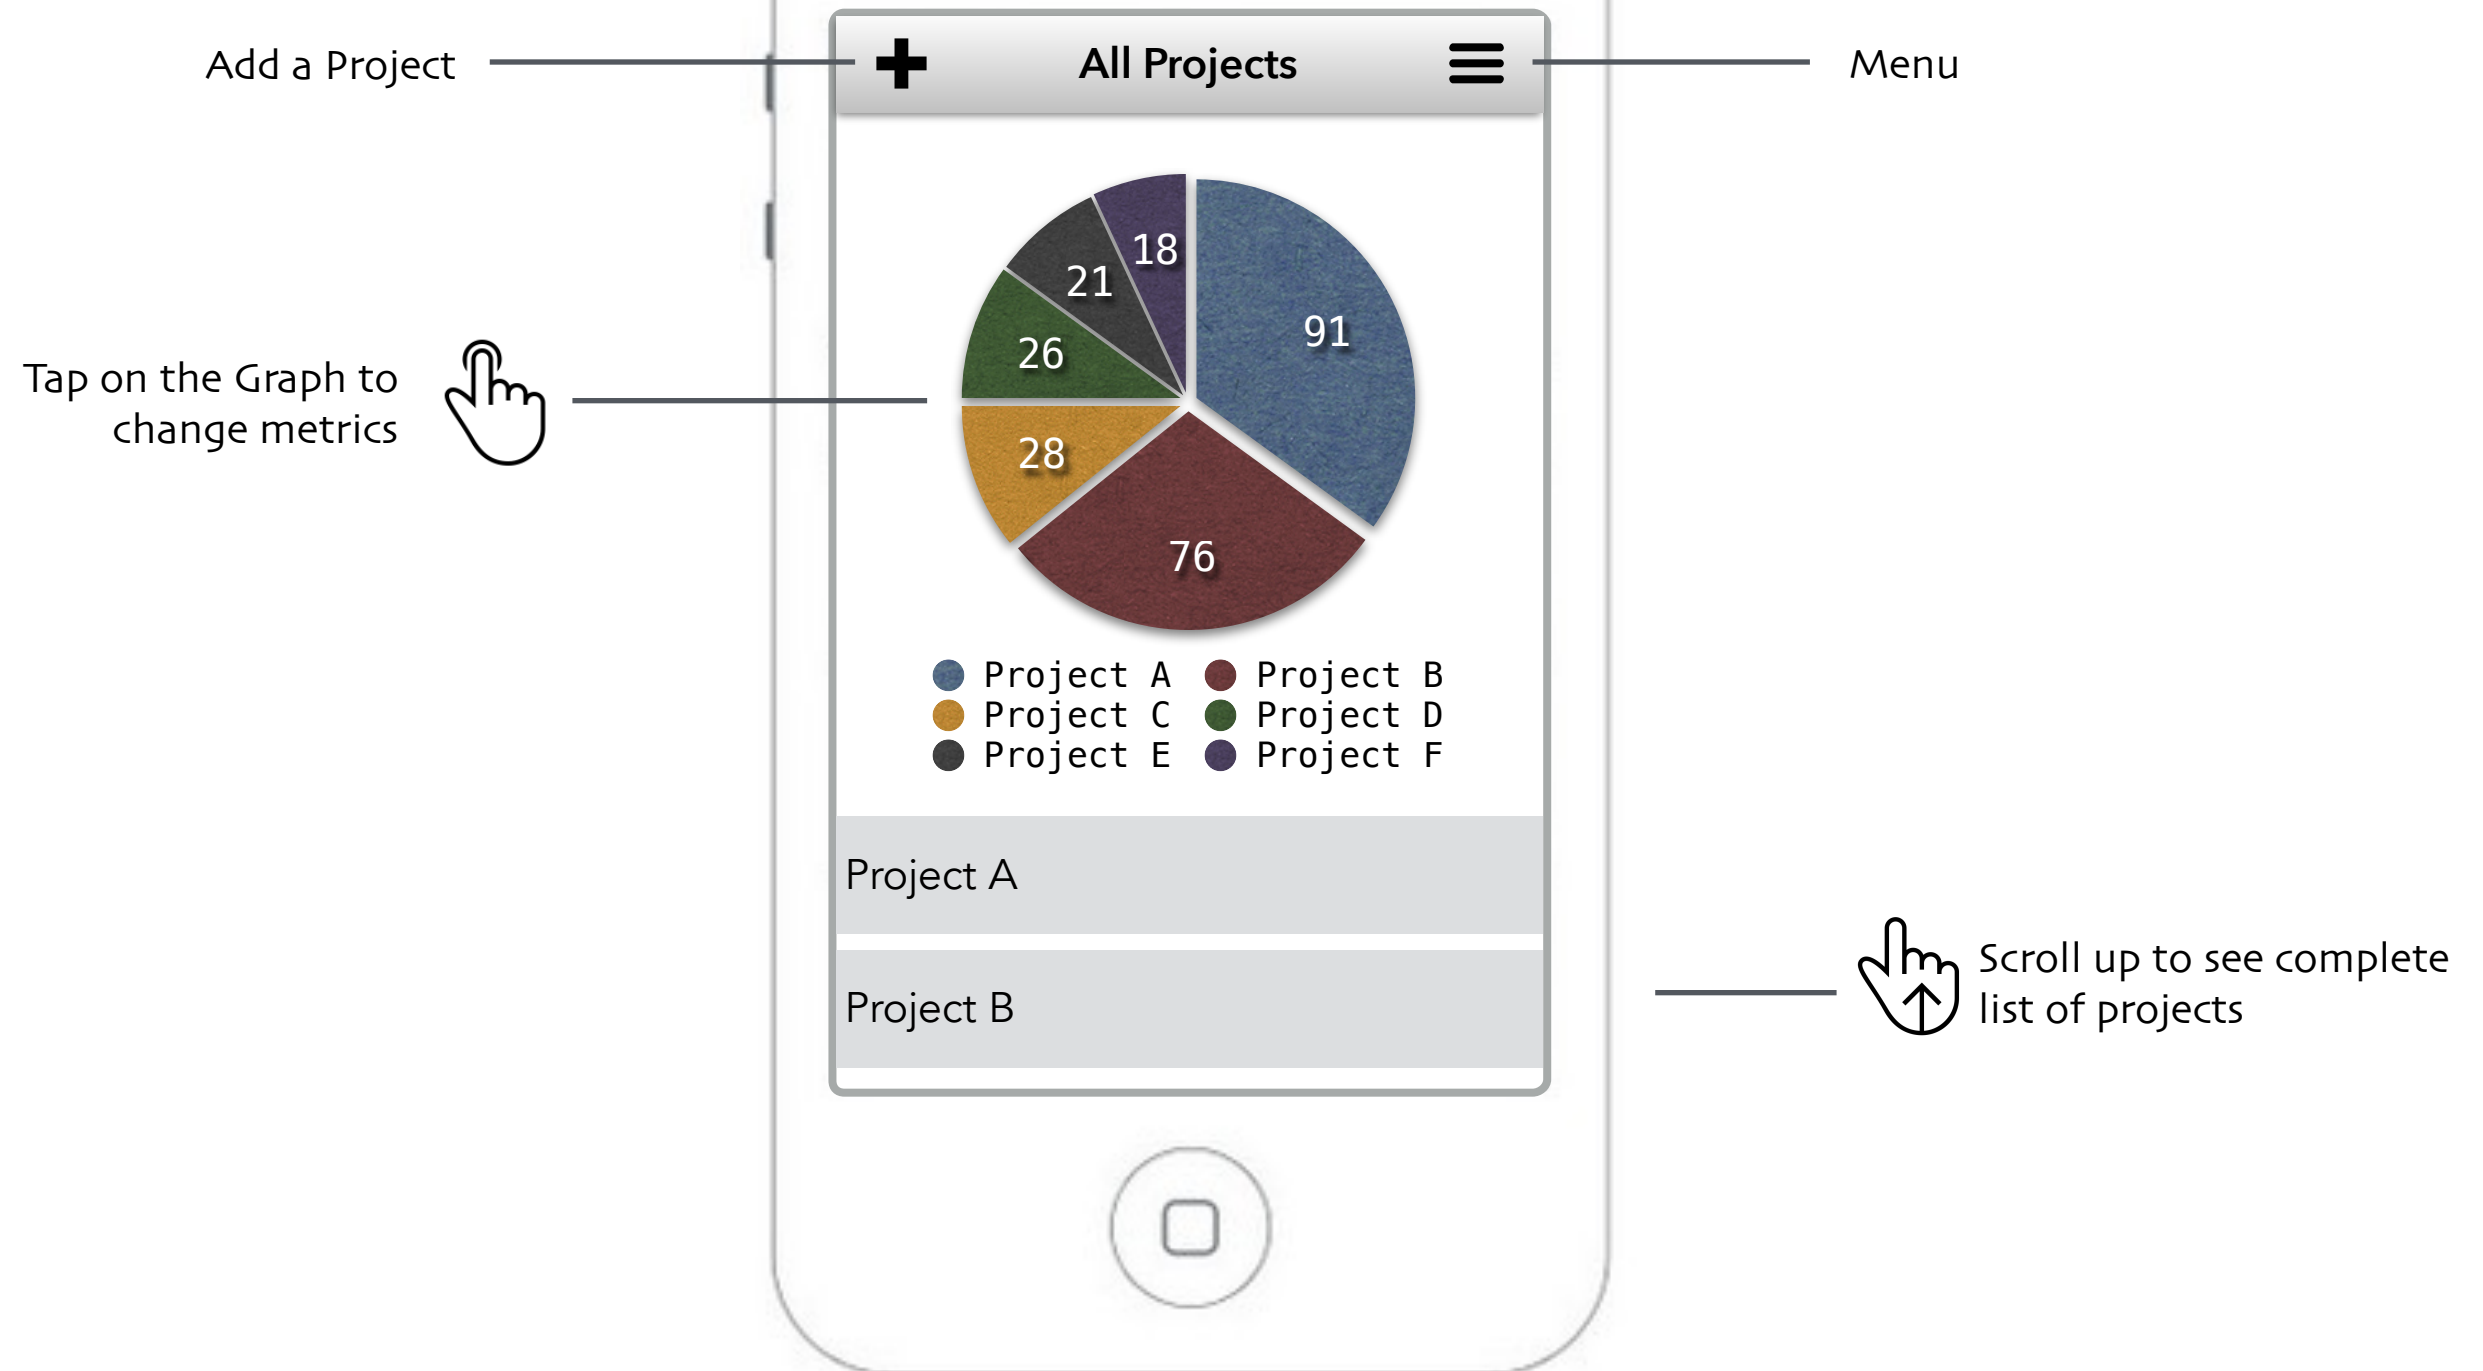 Add a Project
All Projects
Menu
18
21
91
26
Tap on the Graph to
change metrics
28
76
Project A
Project B
Project C
Project D
Project E
Project F
Project A
Project B
Scroll up to see complete
list of projects